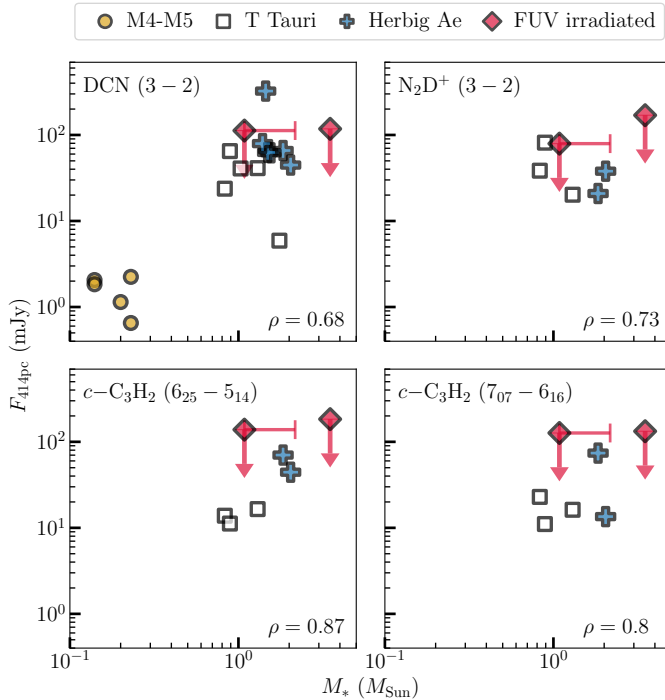 M4-M5 T Tauri Herbig Ae FUV irradiated
DCN (3 − 2)
N₂D⁺ (3 − 2)
10²
10¹
10⁰
ρ = 0.68
ρ = 0.73
F₄₁₄pc (mJy)
c−C₃H₂ (6₂₅ − 5₁₄)
c−C₃H₂ (7₀₇ − 6₁₆)
10²
10¹
10⁰
ρ = 0.87
ρ = 0.8
10⁻¹ 10⁰ 10⁻¹ 10⁰
M* (M_Sun)